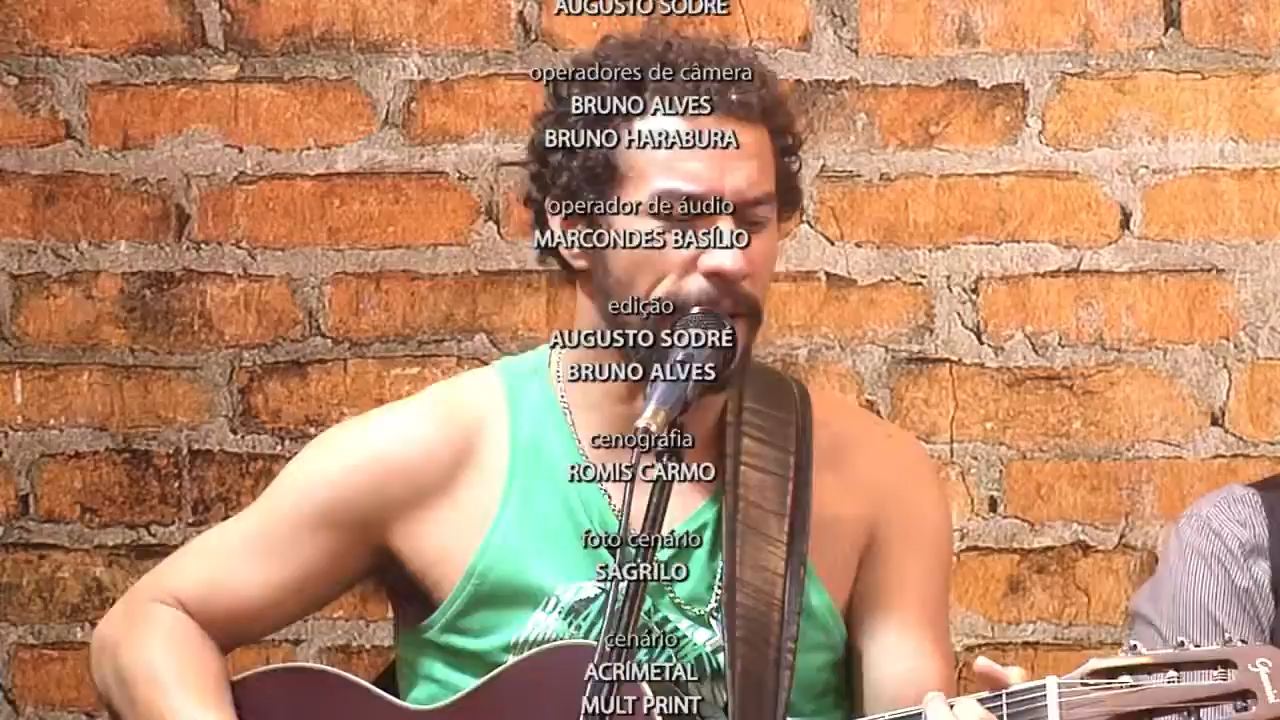 AUGUSTO SODRÉ
operadores de câmera
BRUNO ALVES
BRUNO HARABURA
operador de áudio
MARCONDES BASÍLIO
edição
AUGUSTO SODRÉ
BRUNO ALVES
cenografia
ROMIS CARMO
foto cenário
SAGRILO
cenário
ACRIMETAL
MULT PRINT